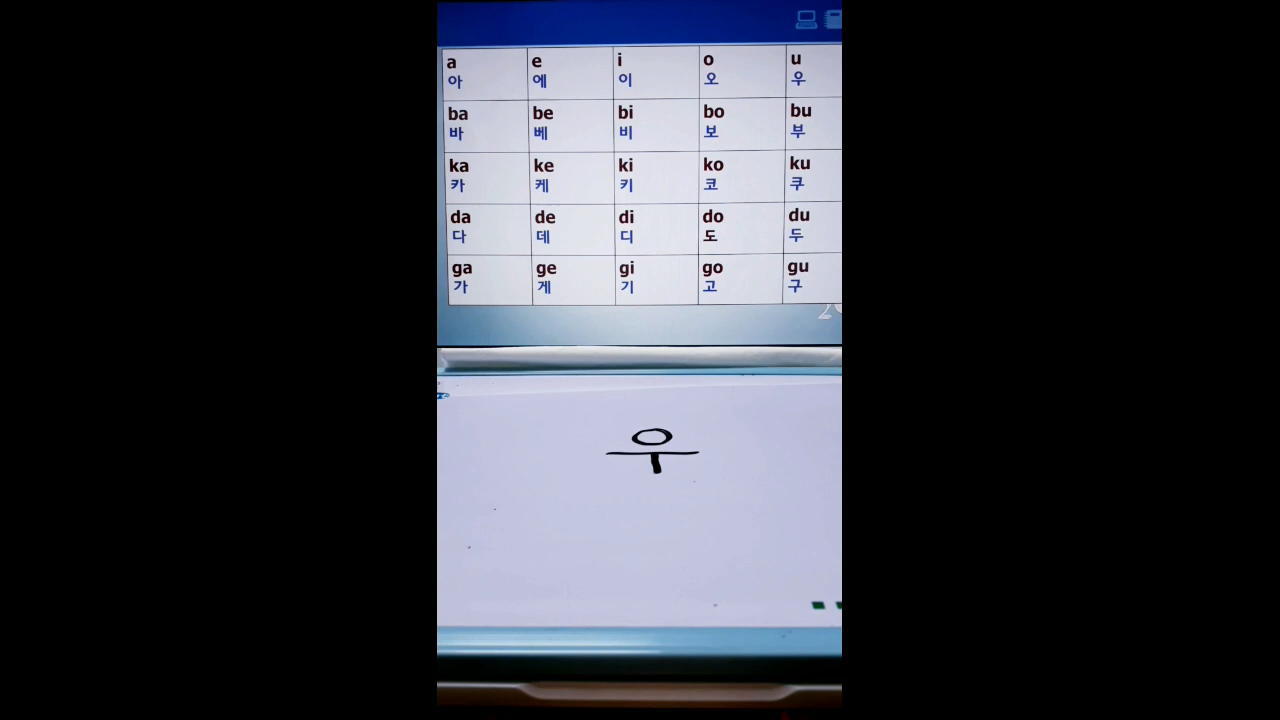 a e i o u
아 에 이 오 우
ba be bi bo bu
바 베 비 보 부
ka ke ki ko ku
카 케 키 코 쿠
da de di do du
다 데 디 도 두
ga ge gi go gu
가 게 기 고 구
우